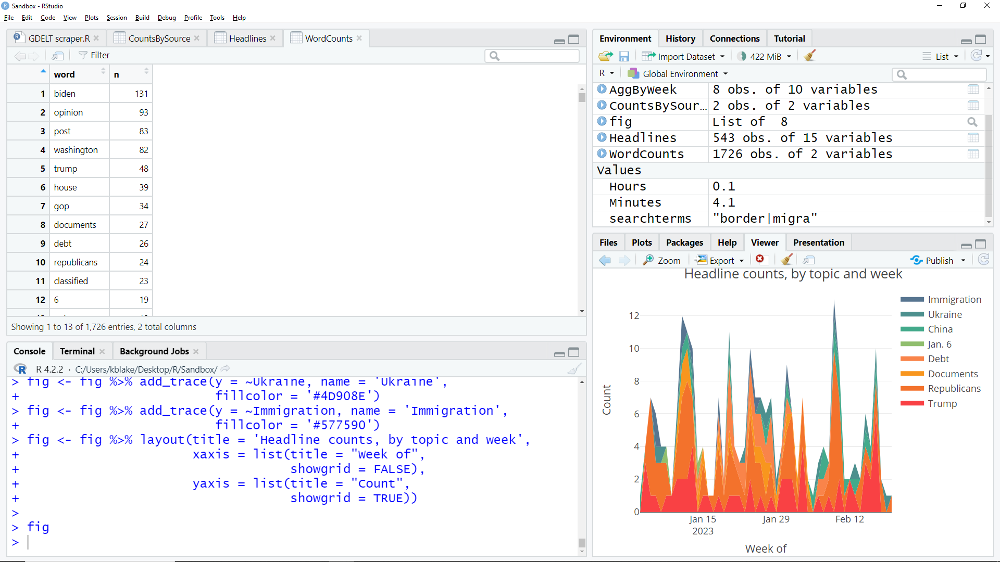 Sandbox - RStudio
File Edit Code View Plots Session Build Debug Profile Tools Help
GDELT scraper.R CountsBySource Headlines WordCounts
Filter
word n
1 biden 131
2 opinion 93
3 post 83
4 washington 82
5 trump 48
6 house 39
7 gop 34
8 documents 27
9 debt 26
10 republicans 24
11 classified 23
12 6 19
Showing 1 to 13 of 1,726 entries, 2 total columns
Console Terminal Background Jobs
R 4.2.2 · C:/Users/kblake/Desktop/R/Sandbox/
> fig <- fig %>% add_trace(y = ~Ukraine, name = 'Ukraine',
+ fillcolor = '#4D908E')
> fig <- fig %>% add_trace(y = ~Immigration, name = 'Immigration',
+ fillcolor = '#577590')
> fig <- fig %>% layout(title = 'Headline counts, by topic and week',
+ xaxis = list(title = "Week of",
+ showgrid = FALSE),
+ yaxis = list(title = "Count",
+ showgrid = TRUE))
>
> fig
>
Environment History Connections Tutorial
Import Dataset 422 MiB List
R Global Environment
AggByWeek 8 obs. of 10 variables
CountsBySour… 2 obs. of 2 variables
fig List of 8
Headlines 543 obs. of 15 variables
WordCounts 1726 obs. of 2 variables
Values
Hours 0.1
Minutes 4.1
searchterms "border|migra"
Files Plots Packages Help Viewer Presentation
Zoom Export Publish
Headline counts, by topic and week
Immigration
Ukraine
China
Jan. 6
Debt
Documents
Republicans
Trump
12
10
8
6
4
2
0
Count
Jan 15 Jan 29 Feb 12
2023
Week of